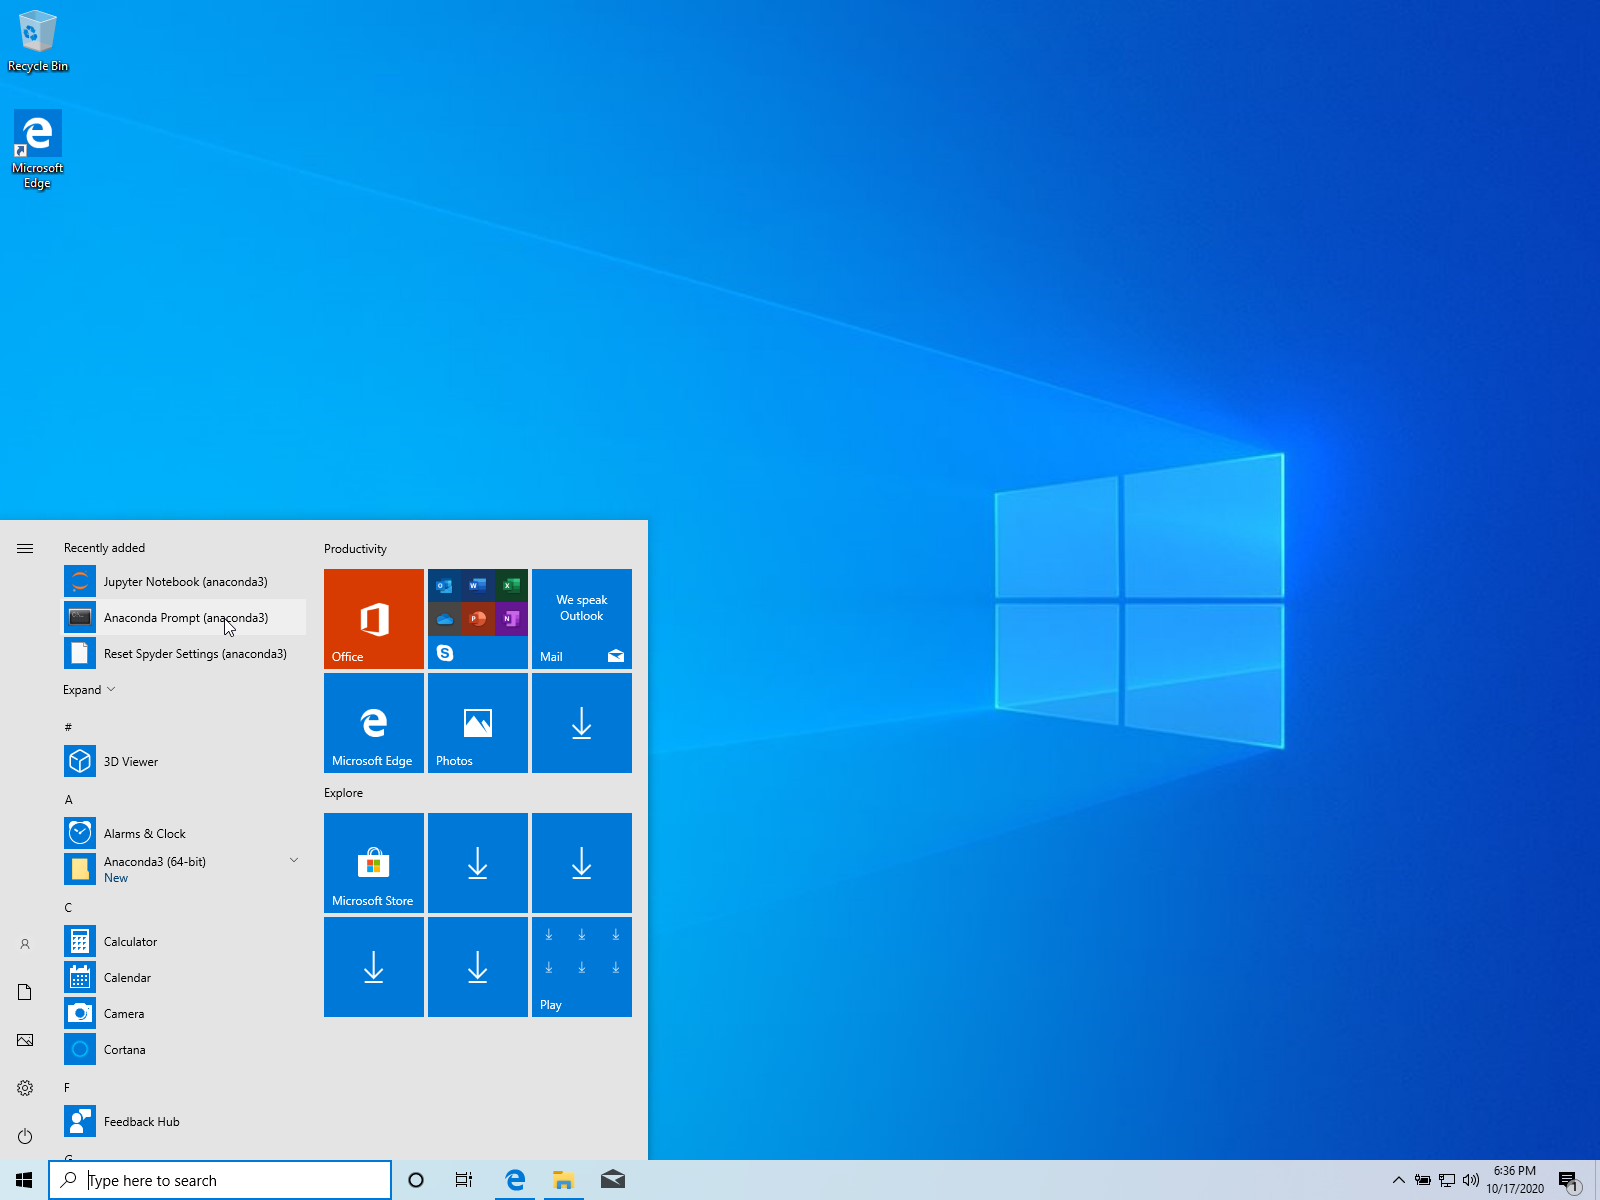 Recycle Bin
Microsoft
Edge
Recently added
Jupyter Notebook (anaconda3)
Anaconda Prompt (anaconda3)
Reset Spyder Settings (anaconda3)
Expand
#
3D Viewer
A
Alarms & Clock
Anaconda3 (64-bit)
New
C
Calculator
Calendar
Camera
Cortana
F
Feedback Hub
Productivity
Office
We speak
Outlook
Mail
Microsoft Edge
Photos
Explore
Microsoft Store
Play
Type here to search
6:36 PM
10/17/2020
1